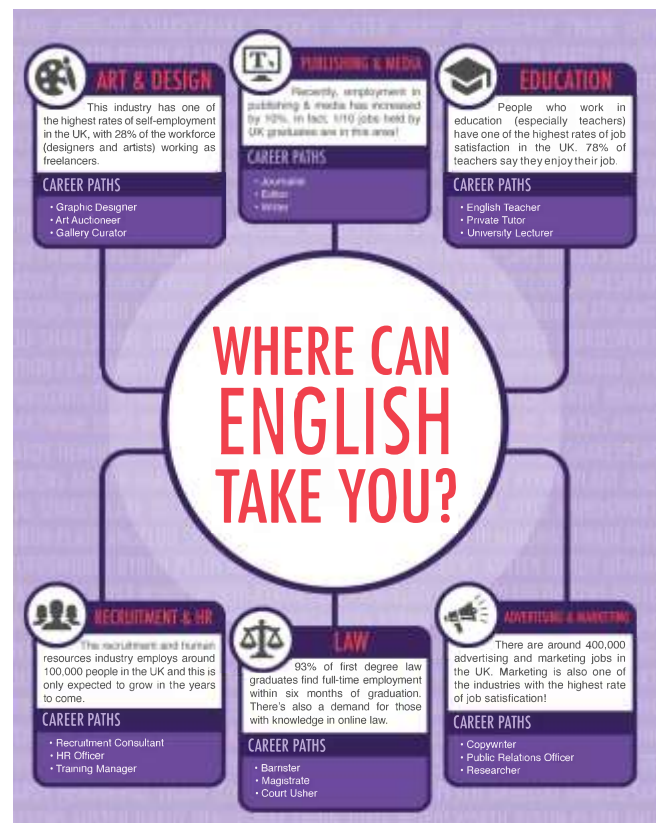 ART & DESIGN
This industry has one of
the highest rates of self-employment
in the UK, with 28% of the workforce
(designers and artists) working as
freelancers.
CAREER PATHS
• Graphic Designer
• Art Auctioneer
• Gallery Curator
T
PUBLISHING & MEDIA
Recently, employment in
publishing & media has increased
by 10%, in fact, 1/10 jobs held by
UK graduates are in this area!
CAREER PATHS
• Journalist
• Editor
• Writer
EDUCATION
People who work in
education (especially teachers)
have one of the highest rates of job
satisfaction in the UK. 78% of
teachers say they enjoy their job.
CAREER PATHS
• English Teacher
• Private Tutor
• University Lecturer
WHERE CAN
ENGLISH
TAKE YOU?
RECRUITMENT & HR
The recruitment and human
resources industry employs around
100,000 people in the UK and this is
only expected to grow in the years
to come.
CAREER PATHS
• Recruitment Consultant
• HR Officer
• Training Manager
LAW
93% of first degree law
graduates find full-time employment
within six months of graduation.
There's also a demand for those
with knowledge in online law.
CAREER PATHS
• Barrister
• Magistrate
• Court Usher
ADVERTISING & MARKETING
There are around 400,000
advertising and marketing jobs in
the UK. Marketing is also one of
the industries with the highest rate
of job satisfication!
CAREER PATHS
• Copywriter
• Public Relations Officer
• Researcher